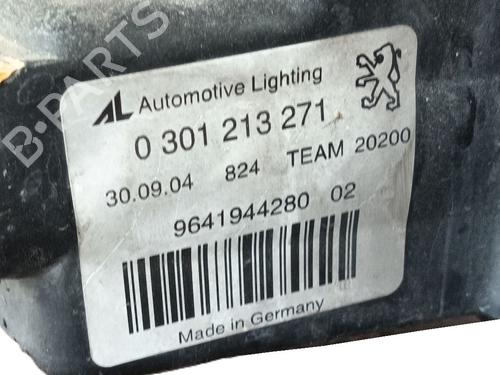 B-PARTS
AL Automotive Lighting
0 301 213 271
30.09.04 824 TEAM 20200
9641944280 02
Made in Germany